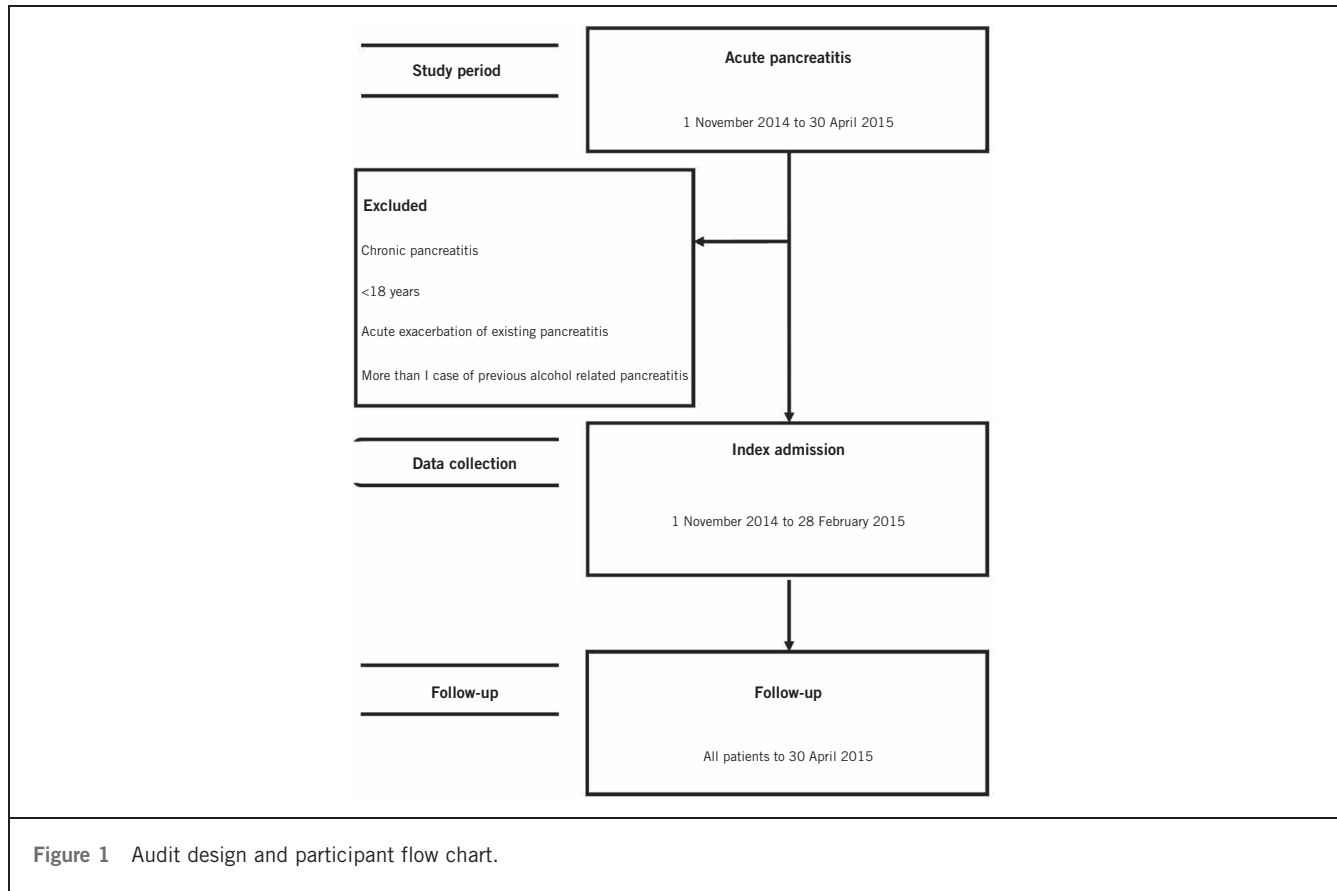 Study period
Acute pancreatitis
1 November 2014 to 30 April 2015
Excluded
Chronic pancreatitis
<18 years
Acute exacerbation of existing pancreatitis
More than I case of previous alcohol related pancreatitis
Data collection
Index admission
1 November 2014 to 28 February 2015
Follow-up
Follow-up
All patients to 30 April 2015
Figure 1 Audit design and participant flow chart.